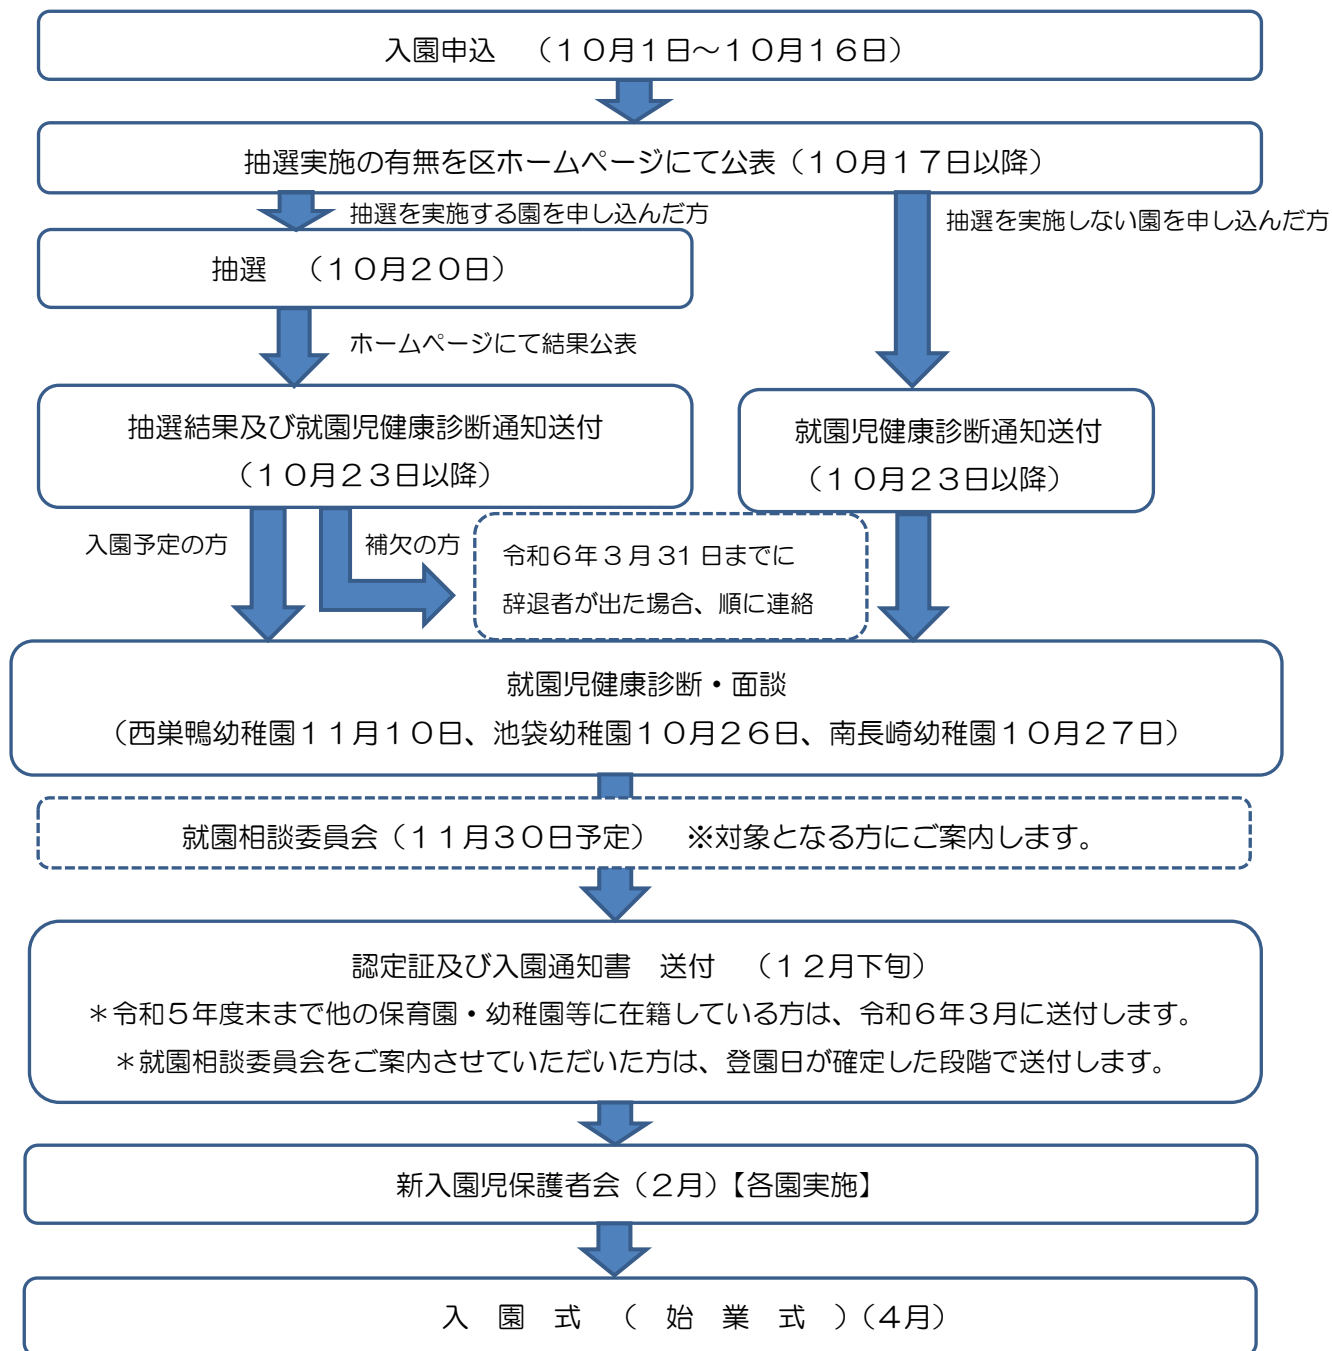 入園申込　（１０月１日～１０月１６日）
抽選実施の有無を区ホームページにて公表（１０月１７日以降）
抽選を実施する園を申し込んだ方
抽選を実施しない園を申し込んだ方
抽選　（１０月２０日）
ホームページにて結果公表
抽選結果及び就園児健康診断通知送付
（１０月２３日以降）
就園児健康診断通知送付
（１０月２３日以降）
入園予定の方
補欠の方
令和６年３月31日までに
辞退者が出た場合、順に連絡
就園児健康診断・面談
（西巣鴨幼稚園１１月１０日、池袋幼稚園１０月２６日、南長崎幼稚園１０月２７日）
就園相談委員会（１１月３０日予定）　※対象となる方にご案内します。
認定証及び入園通知書　送付　（１２月下旬）
＊令和５年度末まで他の保育園・幼稚園等に在籍している方は、令和６年３月に送付します。
＊就園相談委員会をご案内させていただいた方は、登園日が確定した段階で送付します。
新入園児保護者会（２月）【各園実施】
入　園　式　（　始　業　式　）（４月）